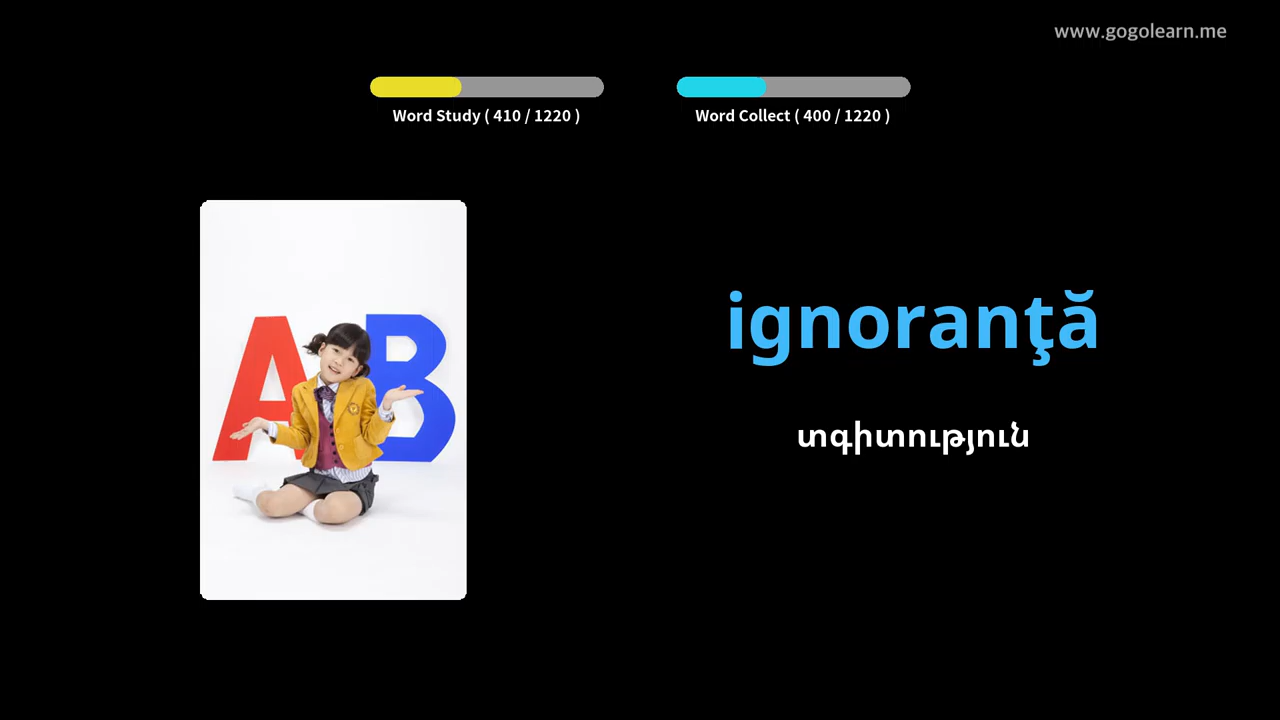 www.gogolearn.me
Word Study ( 410 / 1220 )
Word Collect ( 400 / 1220 )
A B
ignoranţă
տգիտություն